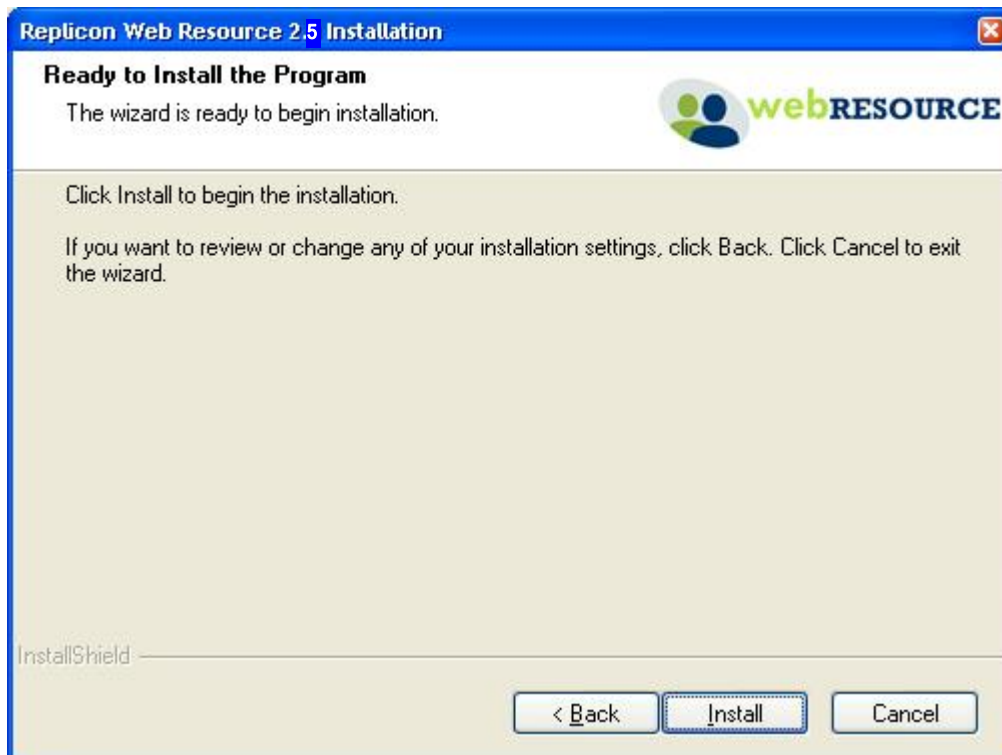 Replicon Web Resource 2.5 Installation
Ready to Install the Program
The wizard is ready to begin installation.
webRESOURCE
Click Install to begin the installation.
If you want to review or change any of your installation settings, click Back. Click Cancel to exit
the wizard.
InstallShield
< Back
Install
Cancel